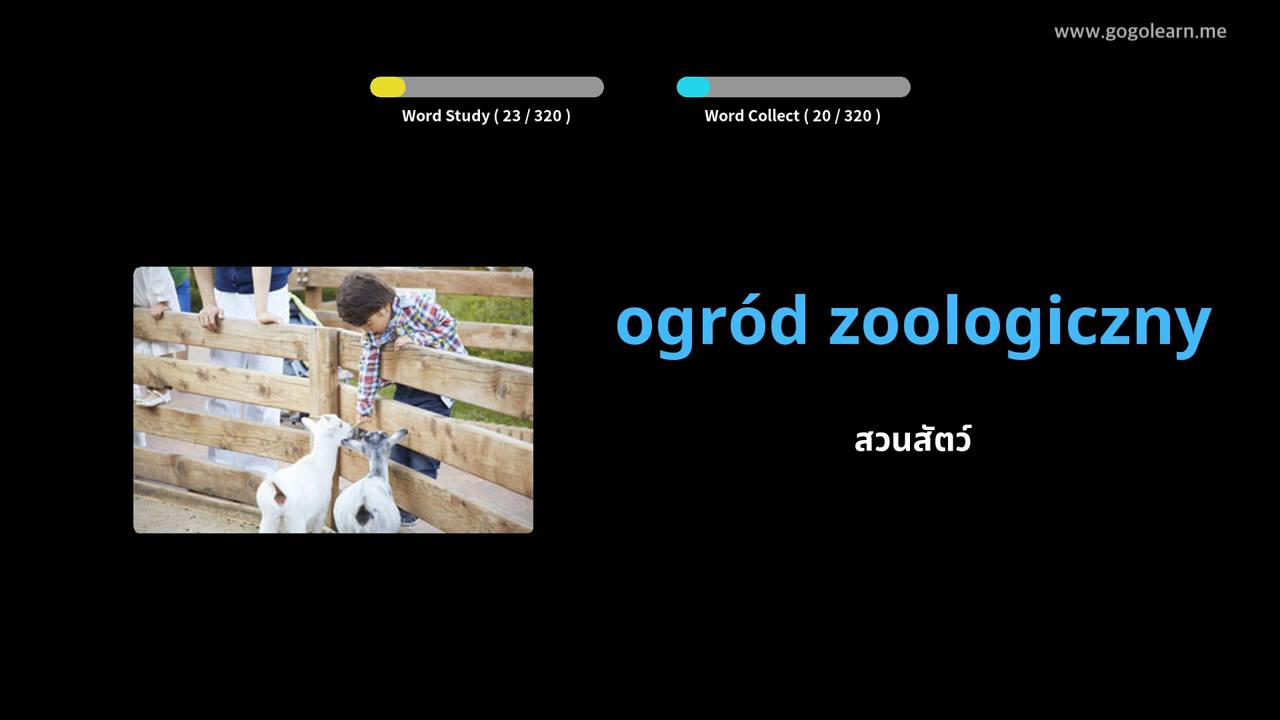 www.gogolearn.me
Word Study ( 23 / 320 )
Word Collect ( 20 / 320 )
ogród zoologiczny
สวนสัตว์